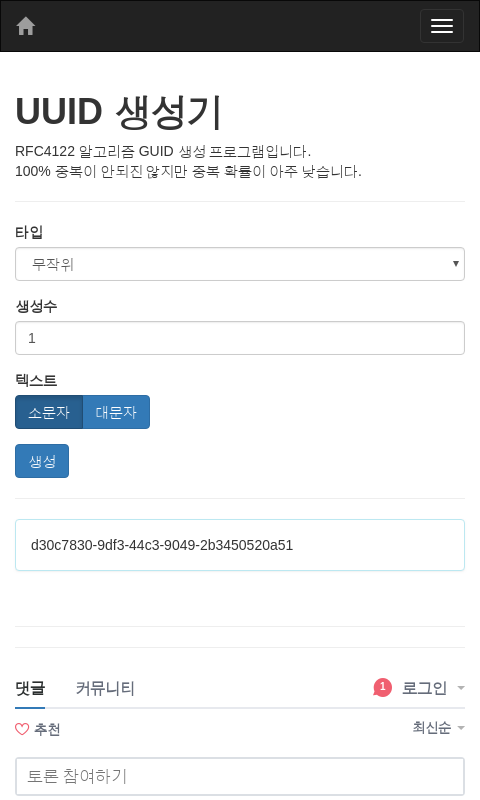 UUID 생성기
RFC4122 알고리즘 GUID 생성 프로그램입니다.
100% 중복이 안되진 않지만 중복 확률이 아주 낮습니다.
타입
무작위
생성수
1
텍스트
소문자 대문자
생성
d30c7830-9df3-44c3-9049-2b3450520a51
댓글 커뮤니티 1 로그인
추천 최신순
토론 참여하기